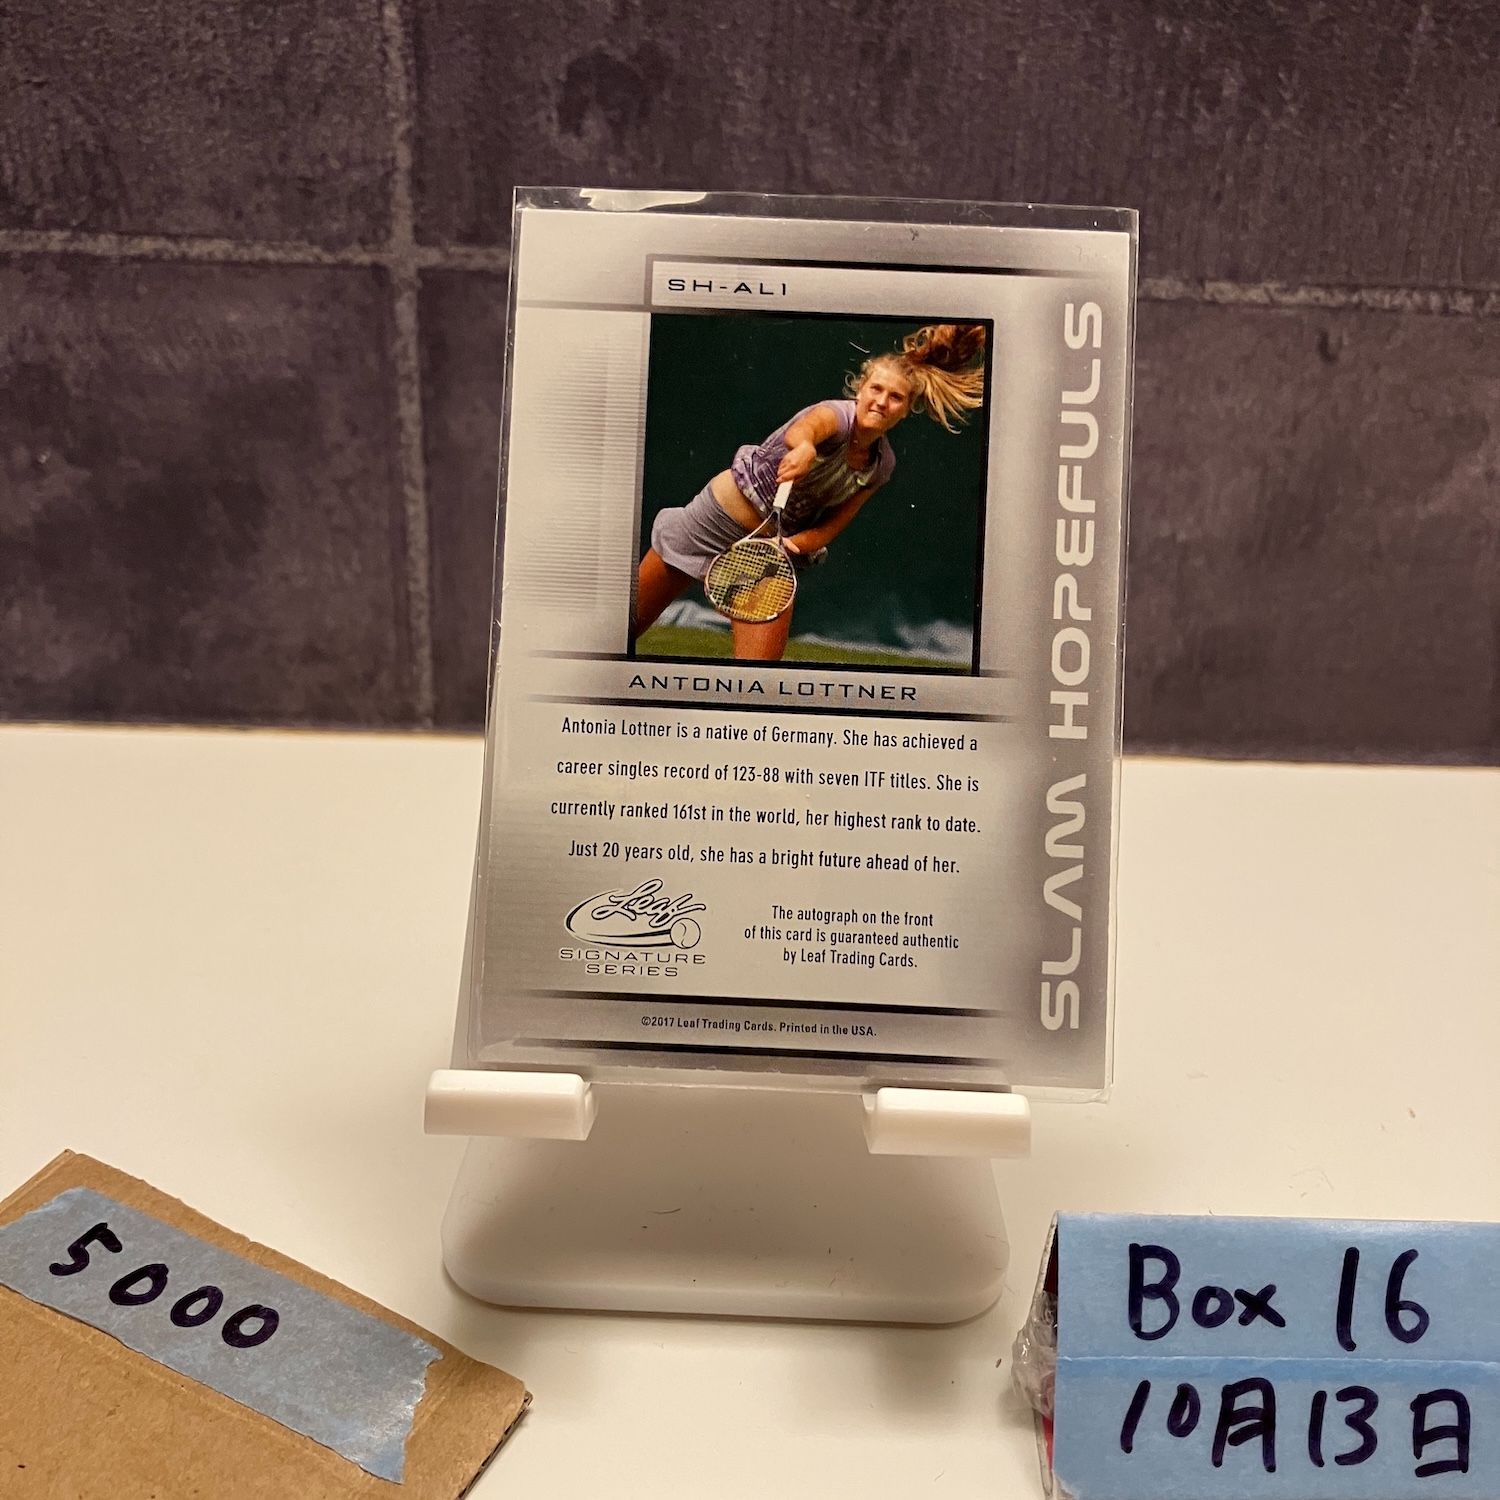 SH-AL1
SLAM HOPEFULS
ANTONIA LOTTNER
Antonia Lottner is a native of Germany. She has achieved a
career singles record of 123-88 with seven ITF titles. She is
currently ranked 161st in the world, her highest rank to date.
Just 20 years old, she has a bright future ahead of her.
Leaf
SIGNATURE
SERIES
The autograph on the front
of this card is guaranteed authentic
by Leaf Trading Cards.
©2017 Leaf Trading Cards. Printed in the USA.
5000
Box 16
10月13日